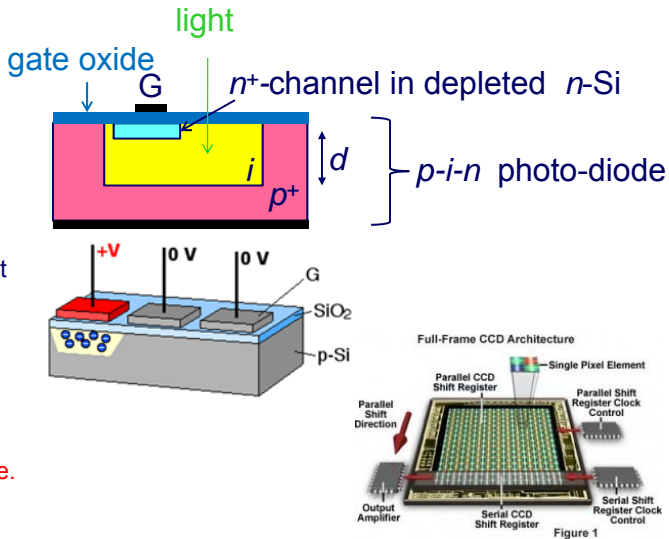 light
gate oxide
G
n+-channel in depleted n-Si
i
d
p+
p-i-n photo-diode
t
+V
0 V
0 V
G
SiO2
p-Si
e.
Full-Frame CCD Architecture
Single Pixel Element
Parallel CCD
Shift Register
Parallel
Shift
Direction
Parallel Shift
Register Clock
Control
Output
Amplifier
Serial CCD
Shift Register
Serial Shift
Register Clock
Control
Figure 1